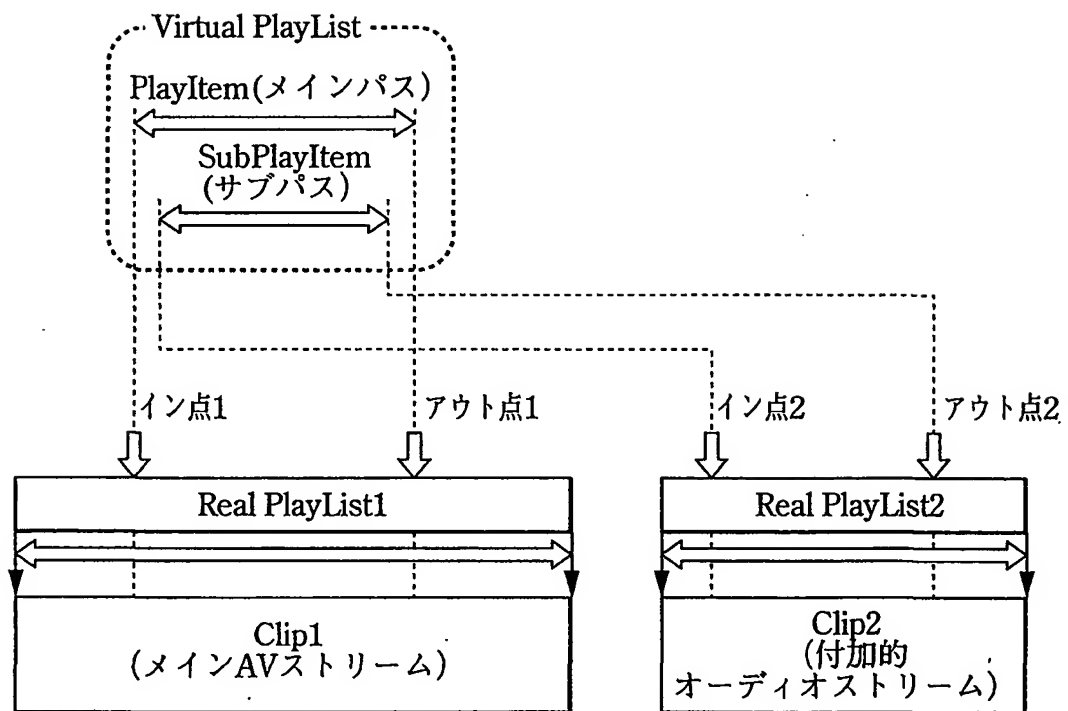 Virtual PlayList
PlayItem(メインパス)
SubPlayItem
(サブパス)
イン点1
アウト点1
イン点2
アウト点2
Real PlayList1
Real PlayList2
Clip1
(メインAVストリーム)
Clip2
(付加的
オーディオストリーム)